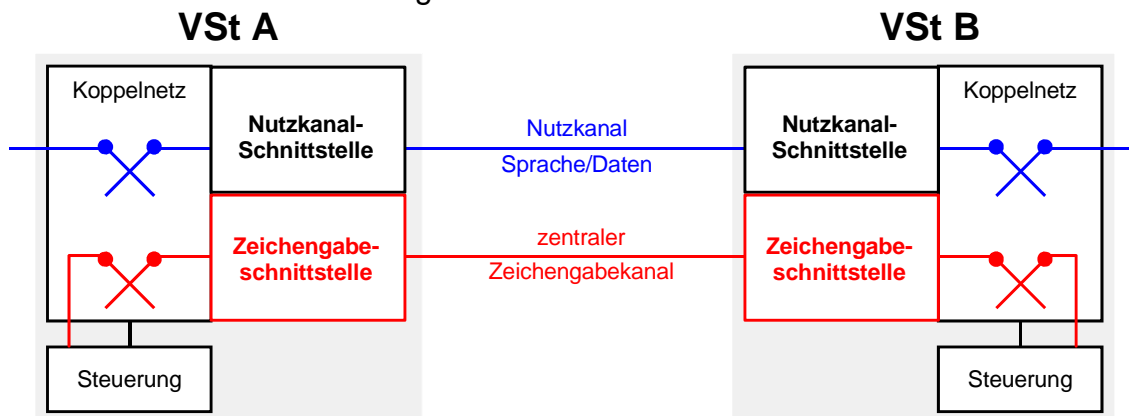 VSt A
VSt B
Koppelnetz
Nutzkanal-
Schnittstelle
Nutzkanal
Sprache/Daten
Nutzkanal-
Schnittstelle
Koppelnetz
Zeichengabe-
schnittstelle
zentraler
Zeichengabekanal
Zeichengabe-
schnittstelle
Steuerung
Steuerung